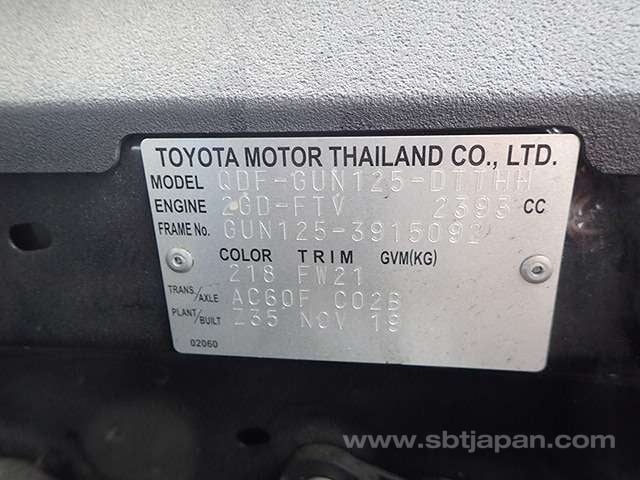 TOYOTA MOTOR THAILAND CO., LTD.
MODEL QDF-GUN125-DTTHH
ENGINE 2GD-FTV 2393 CC
FRAME No. GUN125-3915092
COLOR TRIM GVM(KG)
218 FW21
TRANS./AXLE AC60F C02B
PLANT/BUILT Z35 NOV 19
02060
www.sbtjapan.com